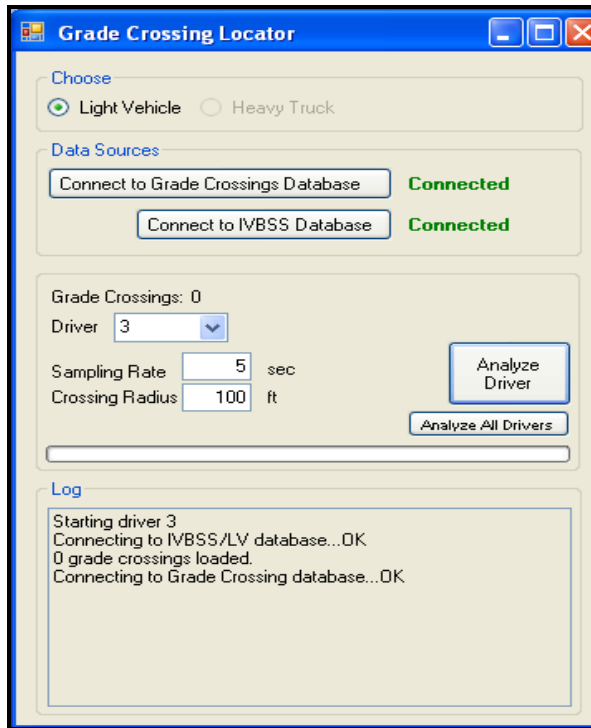 Grade Crossing Locator
Choose
Light Vehicle Heavy Truck
Data Sources
Connect to Grade Crossings Database Connected
Connect to IVBSS Database Connected
Grade Crossings: 0
Driver 3
Sampling Rate 5 sec
Crossing Radius 100 ft
Analyze
Driver
Analyze All Drivers
Log
Starting driver 3
Connecting to IVBSS/LV database...OK
0 grade crossings loaded.
Connecting to Grade Crossing database...OK